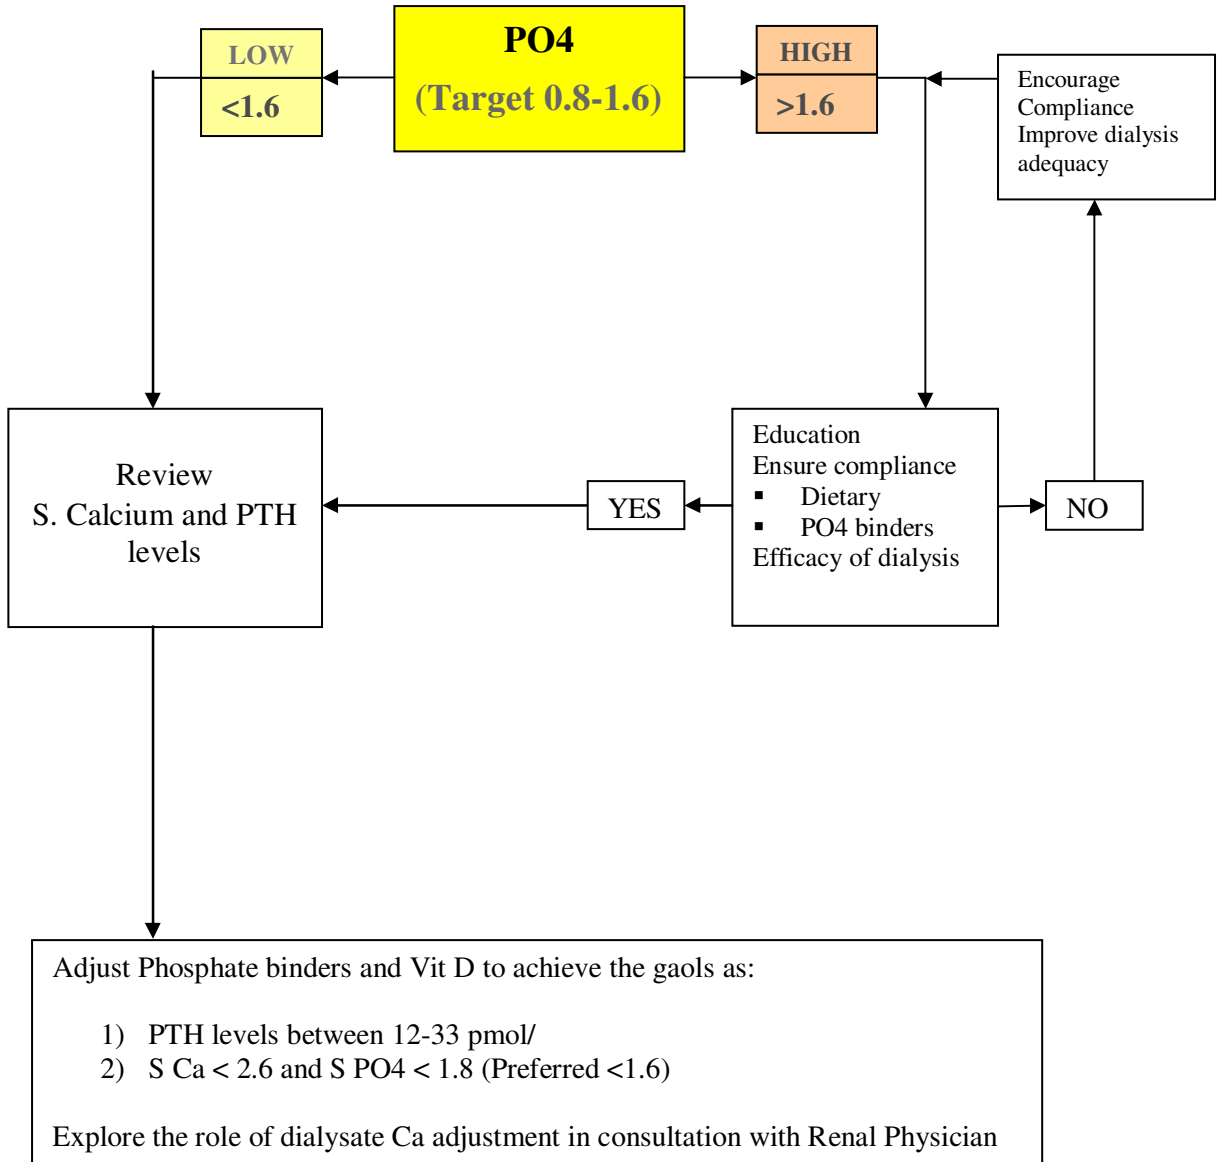 PO4
(Target 0.8-1.6)
LOW
<1.6
HIGH
>1.6
Encourage
Compliance
Improve dialysis
adequacy
Review
S. Calcium and PTH
levels
YES
Education
Ensure compliance
▪ Dietary
▪ PO4 binders
Efficacy of dialysis
NO
Adjust Phosphate binders and Vit D to achieve the gaols as:
1) PTH levels between 12-33 pmol/
2) S Ca < 2.6 and S PO4 < 1.8 (Preferred <1.6)
Explore the role of dialysate Ca adjustment in consultation with Renal Physician